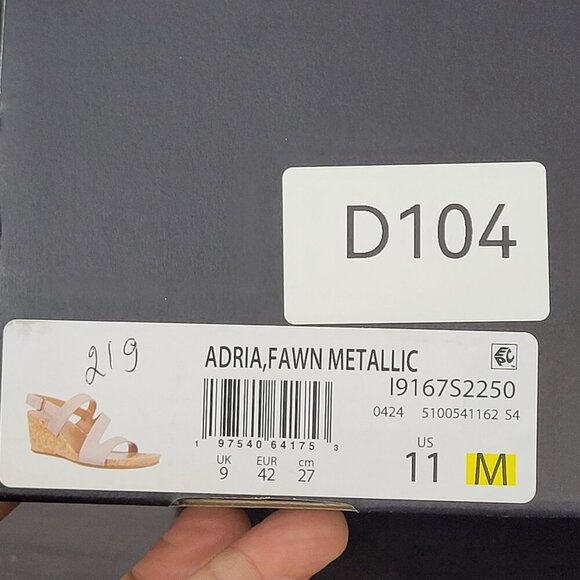 D104
219
ADRIA,FAWN METALLIC
I9167S2250
0424 5100541162 S4
1 97540 64175 3
UK EUR cm US
9 42 27 11 M